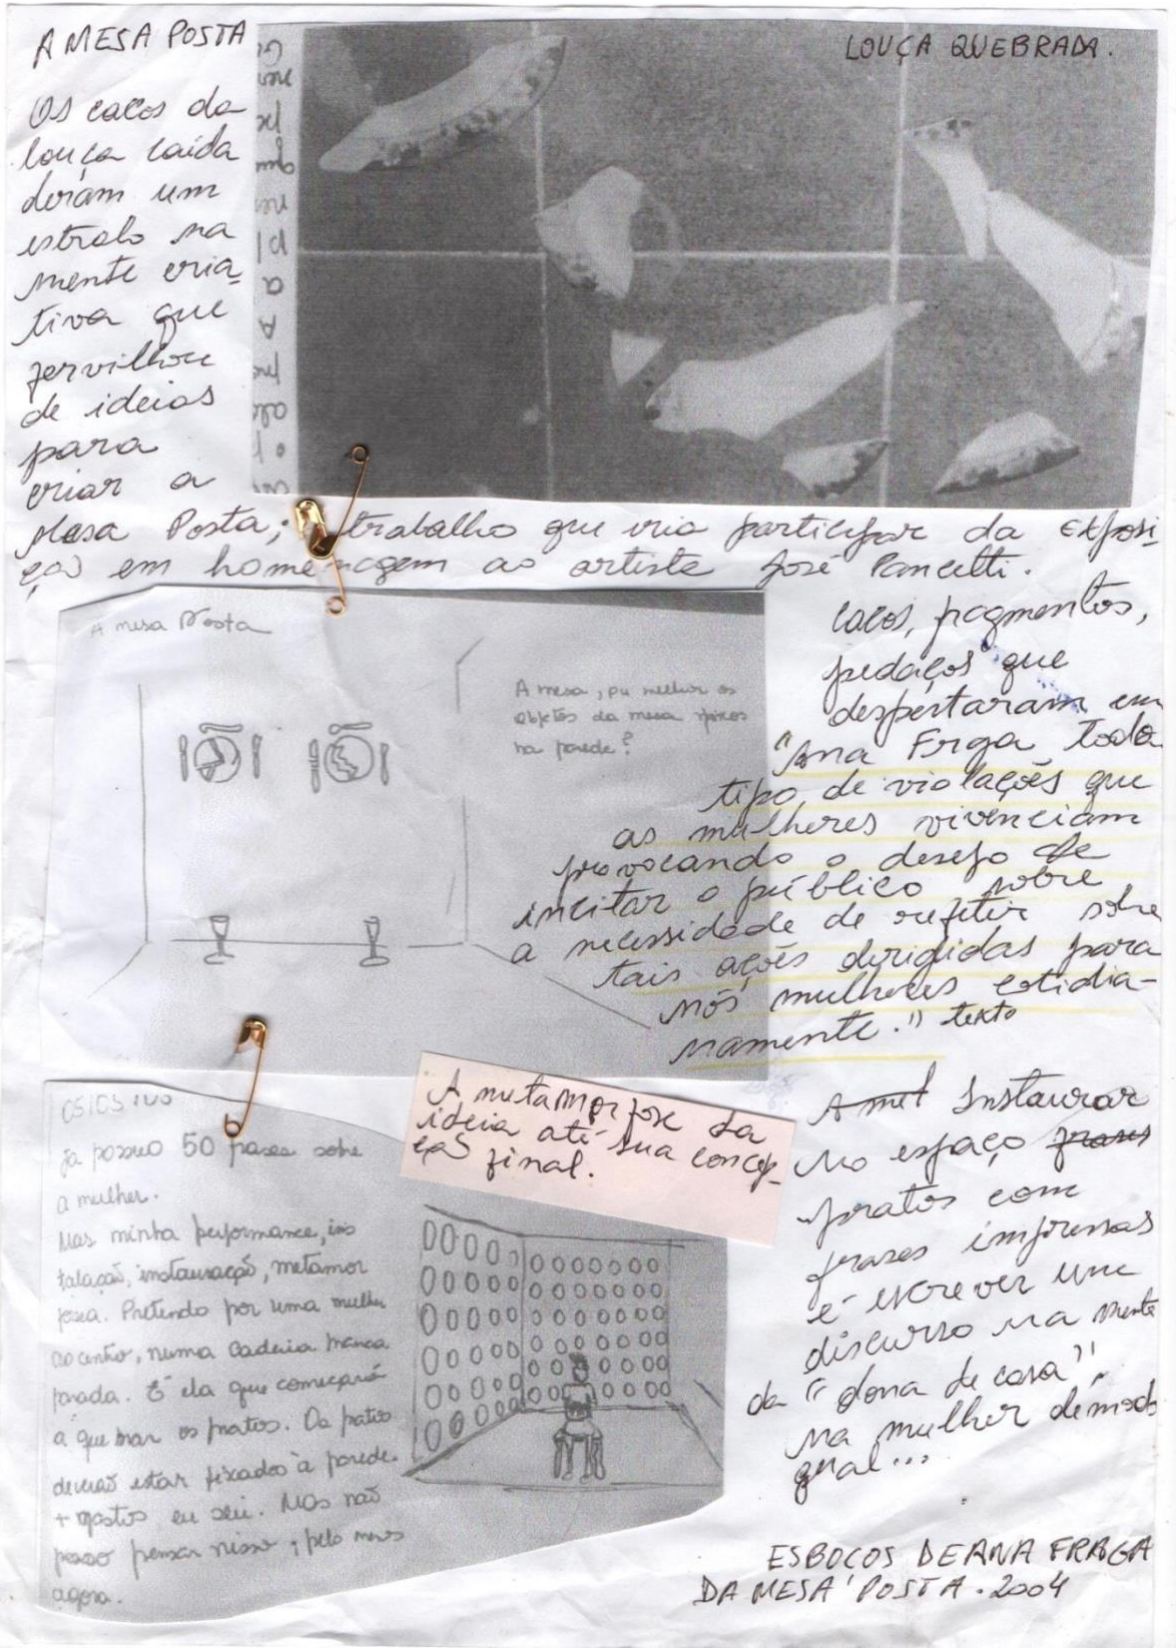 A MESA POSTA
LOUÇA QUEBRADA.
Os cacos da
louça caída
deram um
estralo na
mente cria-
tiva que
fervilhou
de ideias
para
criar a
Mesa Posta; trabalho que iria participar da Exposi-
ção em homenagem ao artista José Pancetti.
A mesa Posta
A mesa, ou melhor os
objetos da mesa fixos
na parede?
Cacos, fragmentos,
pedaços que
despertaram em
"Ana Frga todo
tipo de violações que
as mulheres vivenciam
provocando o desejo de
incitar o público sobre
a necessidade de refletir sobre
tais ações dirigidas para
nós mulheres cotidia-
namente." texto
A metamorfose da
ideia até sua concep-
ção final.
Já possuo 50 frases sobre
a mulher.
Nas minha performance, ins
talação, instauração, metamor
fosea. Pretendo por uma mulher
ao centro, numa cadeira branca
parada. E ela que começará
a quebrar os pratos. Os pratos
deverão estar fixados à parede.
+ gastos eu sei. Mas não
posso pensar nisso; pelo menos
agora.
A met Instaurar
No espaço frases
pratos com
frases impressas
é escrever um
discurso na mente
da "dona de casa",
na mulher de modo
geral...
ESBOÇOS DE ANA FRAGA
DA MESA POSTA. 2004